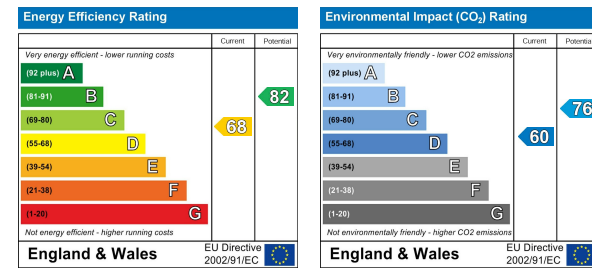 Energy Efficiency Rating
Current Potential
Very energy efficient - lower running costs
(92 plus) A
(81-91) B
82
(69-80) C
68
(55-68) D
(39-54) E
(21-38) F
(1-20) G
Not energy efficient - higher running costs
England & Wales
EU Directive
2002/91/EC
Environmental Impact (CO₂) Rating
Current Potential
Very environmentally friendly - lower CO2 emissions
(92 plus) A
(81-91) B
76
(69-80) C
(55-68) D
60
(39-54) E
(21-38) F
(1-20) G
Not environmentally friendly - higher CO2 emissions
England & Wales
EU Directive
2002/91/EC